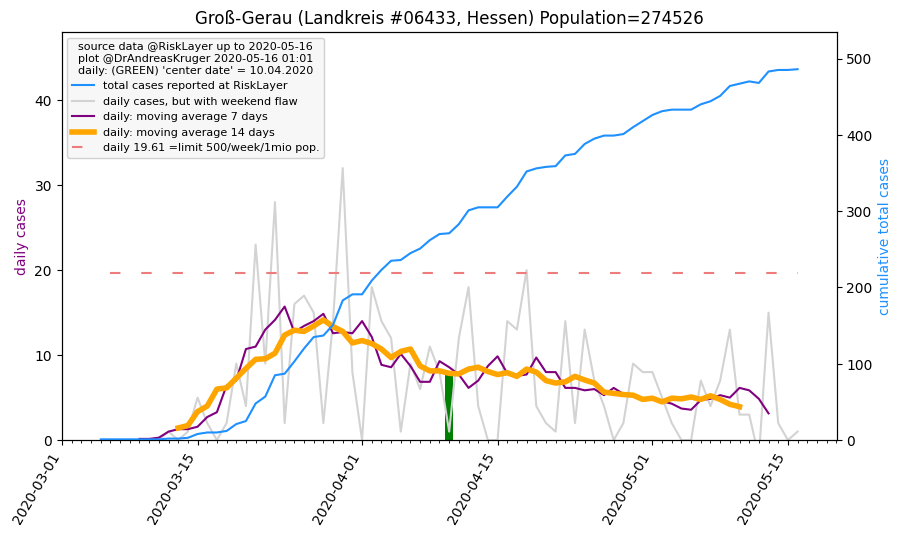 Groß-Gerau (Landkreis #06433, Hessen) Population=274526
source data @RiskLayer up to 2020-05-16
plot @DrAndreasKruger 2020-05-16 01:01
daily: (GREEN) 'center date' = 10.04.2020
total cases reported at RiskLayer
daily cases, but with weekend flaw
daily: moving average 7 days
daily: moving average 14 days
daily 19.61 =limit 500/week/1mio pop.
daily cases
40
30
20
10
0
500
400
300
200
100
0
cumulative total cases
2020-03-01
2020-03-15
2020-04-01
2020-04-15
2020-05-01
2020-05-15